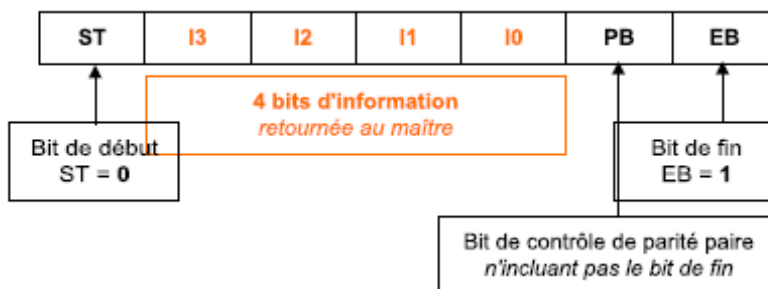 ST I3 I2 I1 I0 PB EB
4 bits d'information
retournée au maître
Bit de début
ST = 0
Bit de fin
EB = 1
Bit de contrôle de parité paire
n'incluant pas le bit de fin